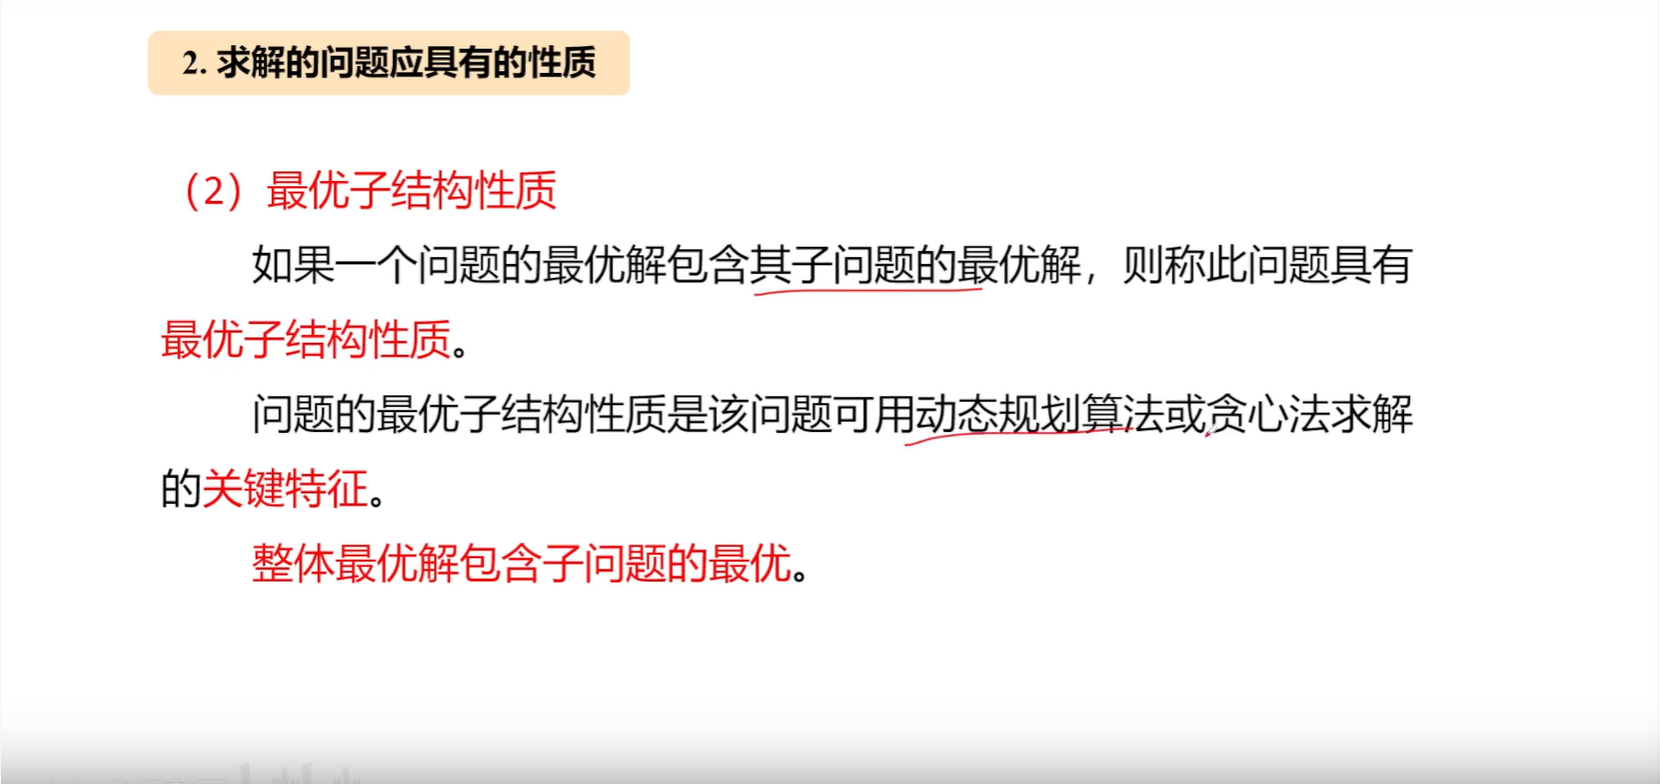 2. 求解的问题应具有的性质
（2）最优子结构性质
如果一个问题的最优解包含其子问题的最优解，则称此问题具有
最优子结构性质。
问题的最优子结构性质是该问题可用动态规划算法或贪心法求解
的关键特征。
整体最优解包含子问题的最优。